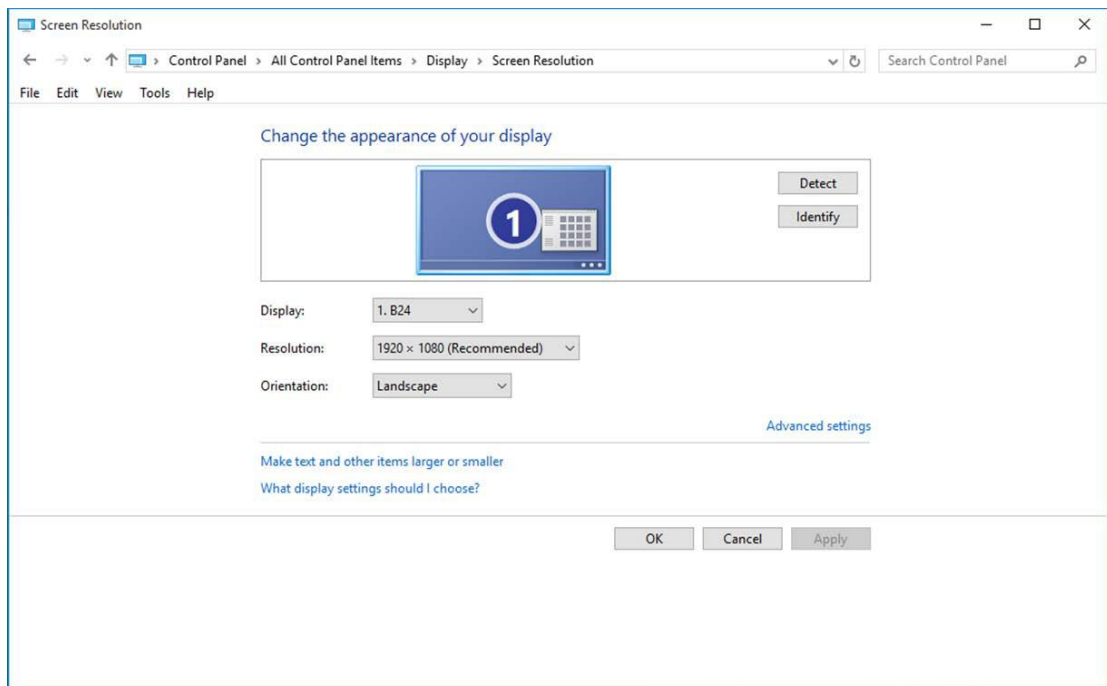 Screen Resolution
Control Panel > All Control Panel Items > Display > Screen Resolution
Search Control Panel
File Edit View Tools Help
Change the appearance of your display
1
Detect
Identify
Display: 1. B24
Resolution: 1920 × 1080 (Recommended)
Orientation: Landscape
Advanced settings
Make text and other items larger or smaller
What display settings should I choose?
OK Cancel Apply